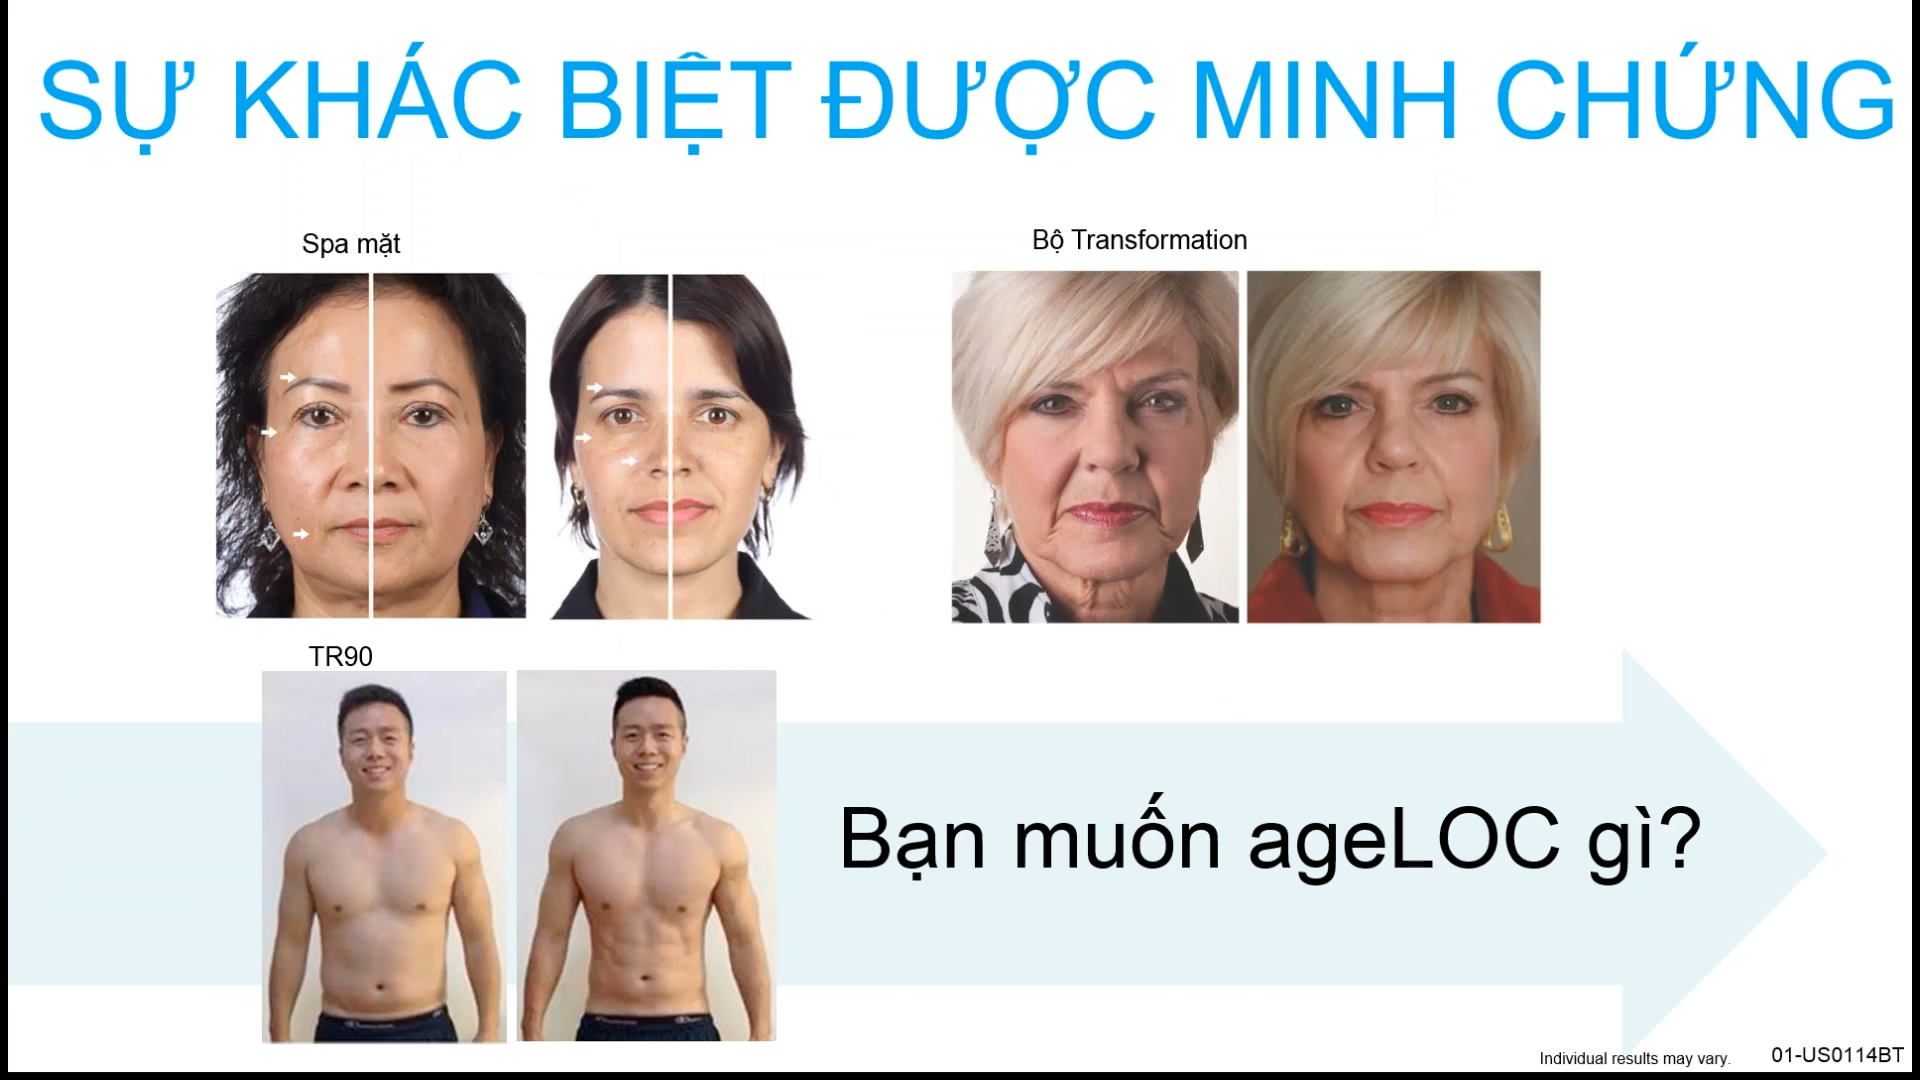 SỰ KHÁC BIỆT ĐƯỢC MINH CHỨNG
Spa mặt
Bộ Transformation
TR90
Bạn muốn ageLOC gì?
Individual results may vary.
01-US0114BT